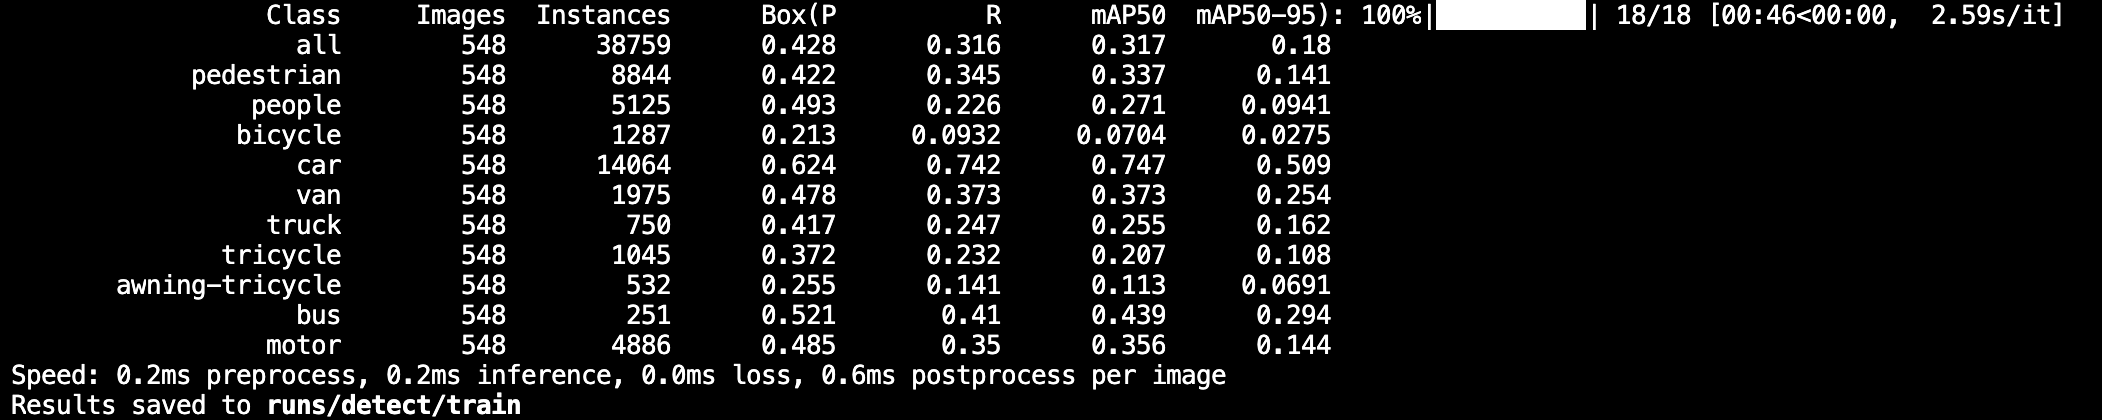 Class Images Instances Box(P R mAP50 mAP50-95): 100%|██████████| 18/18 [00:46<00:00, 2.59s/it]
all 548 38759 0.428 0.316 0.317 0.18
pedestrian 548 8844 0.422 0.345 0.337 0.141
people 548 5125 0.493 0.226 0.271 0.0941
bicycle 548 1287 0.213 0.0932 0.0704 0.0275
car 548 14064 0.624 0.742 0.747 0.509
van 548 1975 0.478 0.373 0.373 0.254
truck 548 750 0.417 0.247 0.255 0.162
tricycle 548 1045 0.372 0.232 0.207 0.108
awning-tricycle 548 532 0.255 0.141 0.113 0.0691
bus 548 251 0.521 0.41 0.439 0.294
motor 548 4886 0.485 0.35 0.356 0.144
Speed: 0.2ms preprocess, 0.2ms inference, 0.0ms loss, 0.6ms postprocess per image
Results saved to runs/detect/train